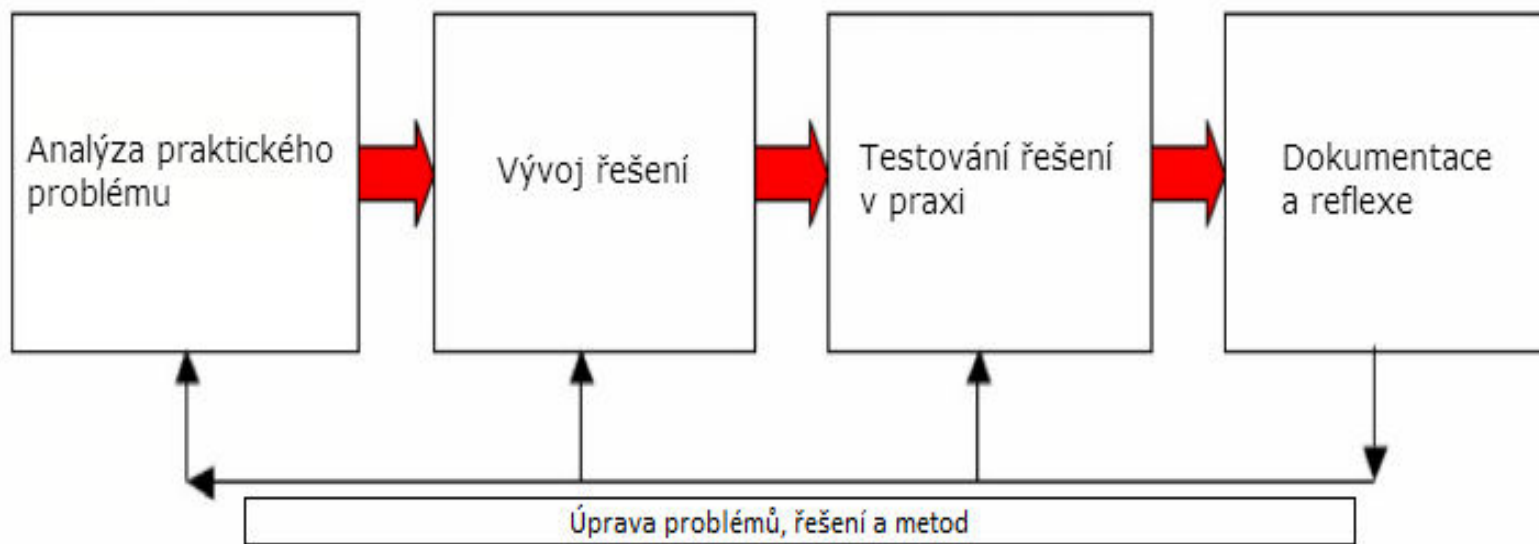 Analýza praktického
problému
Vývoj řešení
Testování řešení
v praxi
Dokumentace
a reflexe
Úprava problémů, řešení a metod